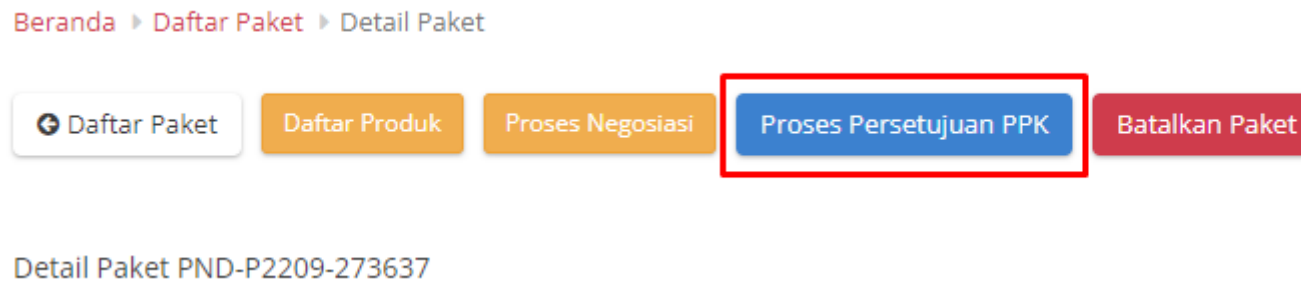 Beranda Daftar Paket Detail Paket
Daftar Paket Daftar Produk Proses Negosiasi Proses Persetujuan PPK Batalkan Paket
Detail Paket PND-P2209-273637